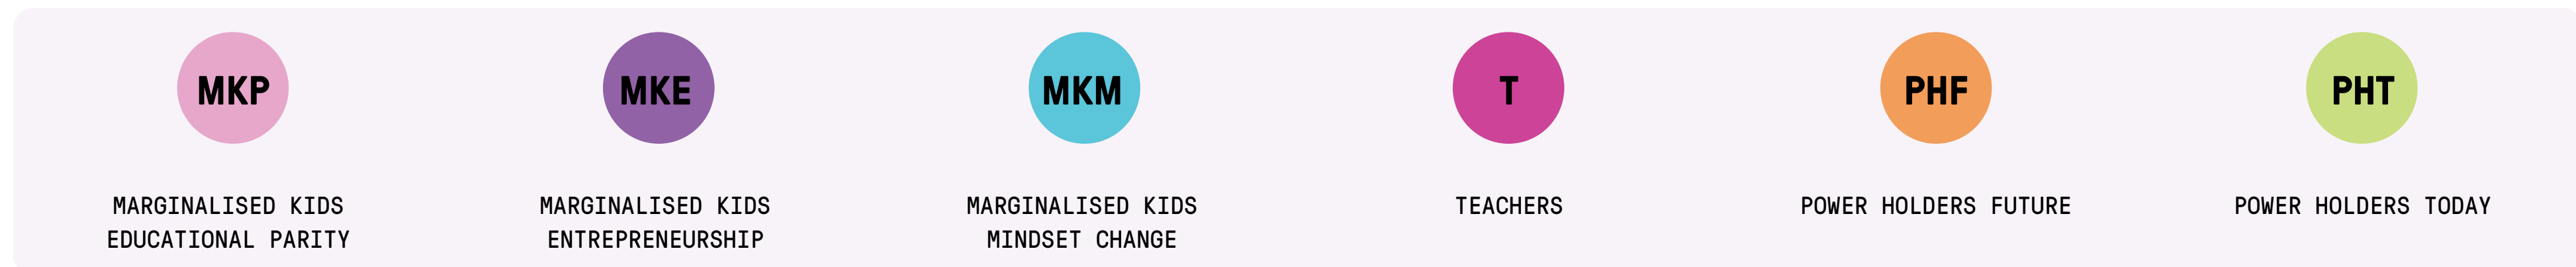 MKP
MKE
MKM
T
PHF
PHT
MARGINALISED KIDS
EDUCATIONAL PARITY
MARGINALISED KIDS
ENTREPRENEURSHIP
MARGINALISED KIDS
MINDSET CHANGE
TEACHERS
POWER HOLDERS FUTURE
POWER HOLDERS TODAY